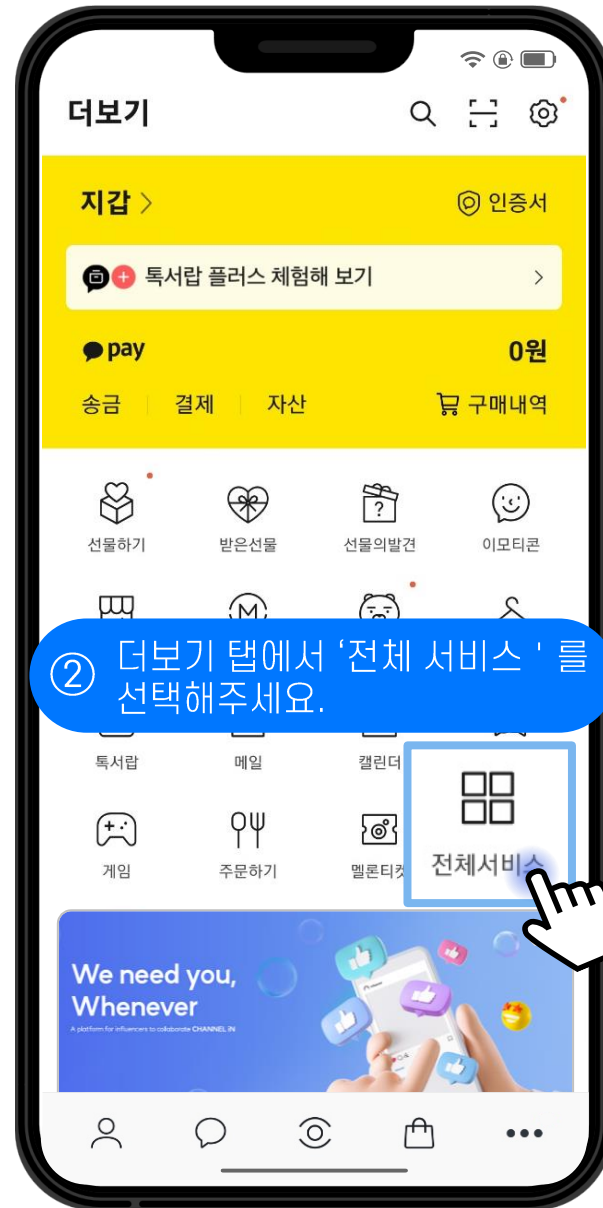 더보기
지갑 >
인증서
톡서랍 플러스 체험해 보기 >
pay
0원
송금 | 결제 | 자산
구매내역
선물하기 받은선물 선물의발견 이모티콘
②
더보기 탭에서 ‘전체 서비스 ' 를
선택해주세요.
톡서랍 메일 캘린더
게임 주문하기 멜론티켓 전체서비스
We need you,
Whenever
A platform for influencers to collaborate CHANNEL iN